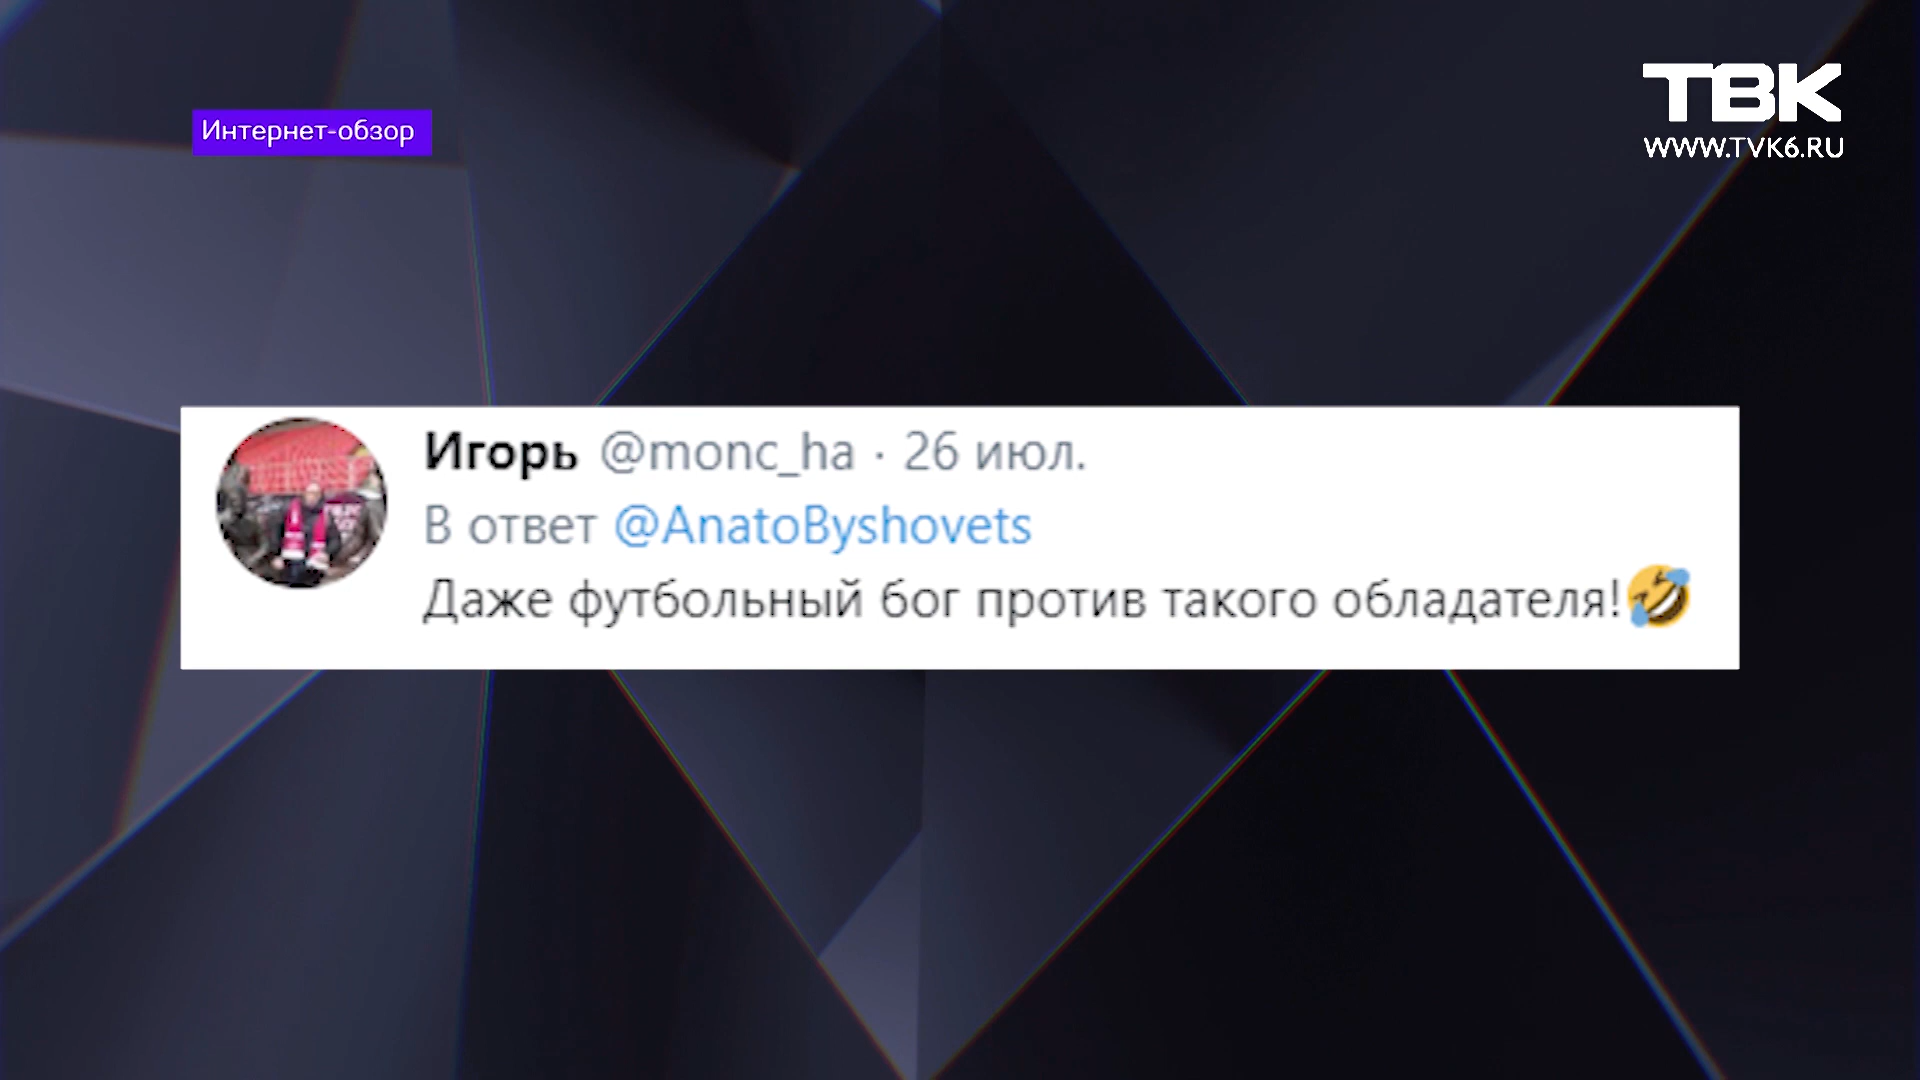 Интернет-обзор
ТВК
WWW.TVK6.RU
Игорь @monc_ha · 26 июл.
В ответ @AnatoByshovets
Даже футбольный бог против такого обладателя!🤣